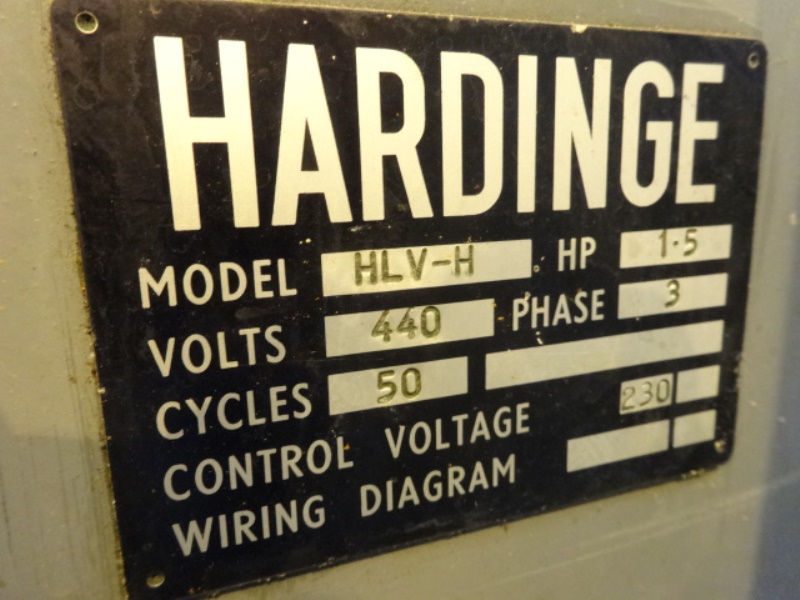 HARDINGE
MODEL HLV-H HP 1·5
VOLTS 440 PHASE 3
CYCLES 50
CONTROL VOLTAGE 230
WIRING DIAGRAM